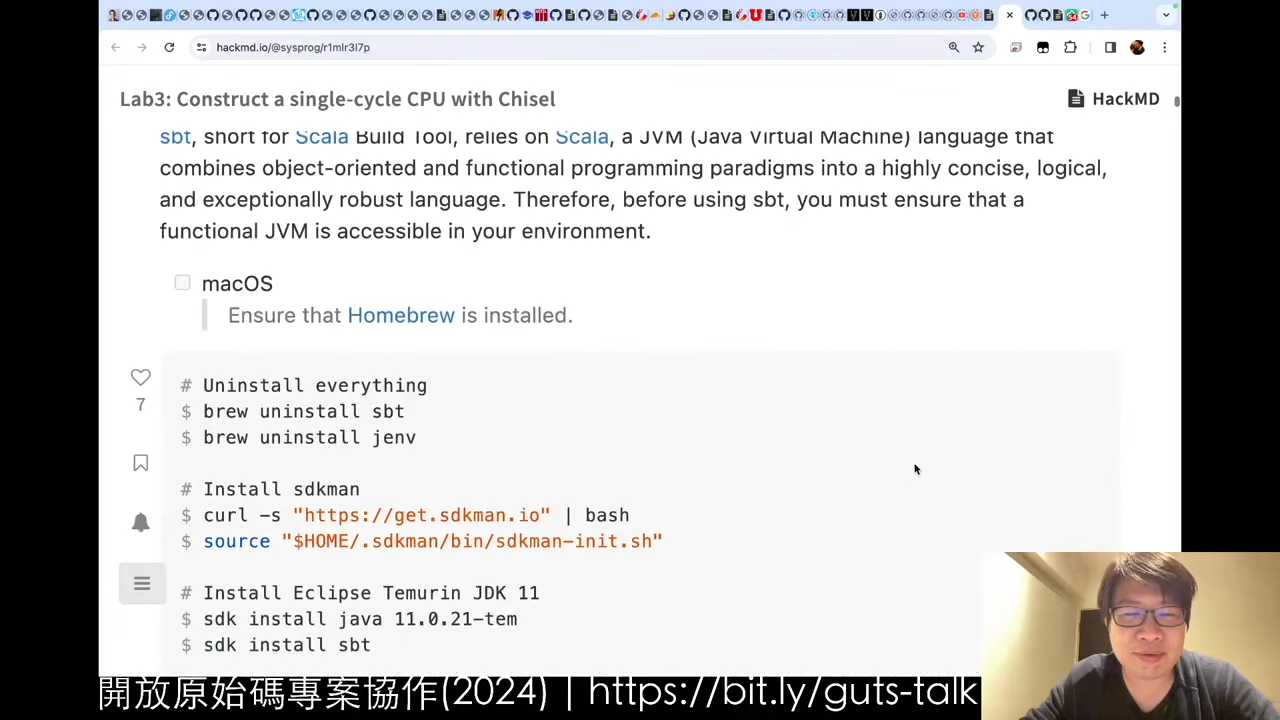 hackmd.io/@sysprog/r1mlr3I7p
Lab3: Construct a single-cycle CPU with Chisel
HackMD
sbt, short for Scala Build Tool, relies on Scala, a JVM (Java Virtual Machine) language that
combines object-oriented and functional programming paradigms into a highly concise, logical,
and exceptionally robust language. Therefore, before using sbt, you must ensure that a
functional JVM is accessible in your environment.
macOS
Ensure that Homebrew is installed.
# Uninstall everything
$ brew uninstall sbt
$ brew uninstall jenv
7
# Install sdkman
$ curl -s "https://get.sdkman.io" | bash
$ source "$HOME/.sdkman/bin/sdkman-init.sh"
# Install Eclipse Temurin JDK 11
$ sdk install java 11.0.21-tem
$ sdk install sbt
開放原始碼專案協作(2024) | https://bit.ly/guts-talk